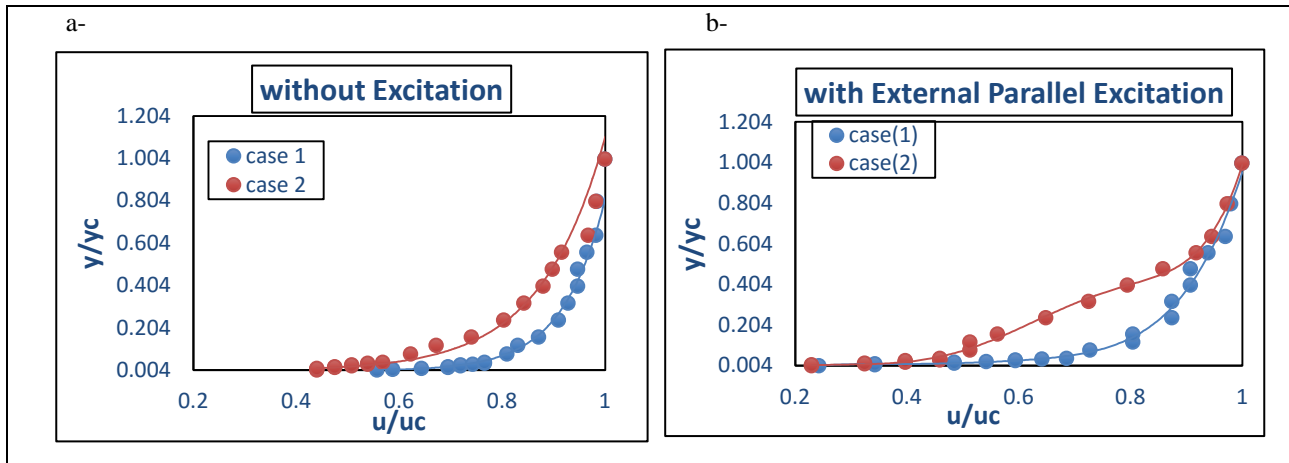 a-
without Excitation
1.204
1.004
0.804
0.604
0.404
0.204
0.004
y/yc
case 1
case 2
0.2 0.4 0.6 0.8 1
u/uc
b-
with External Parallel Excitation
1.204
1.004
0.804
0.604
0.404
0.204
0.004
y/yc
case(1)
case(2)
0.2 0.4 0.6 0.8 1
u/uc